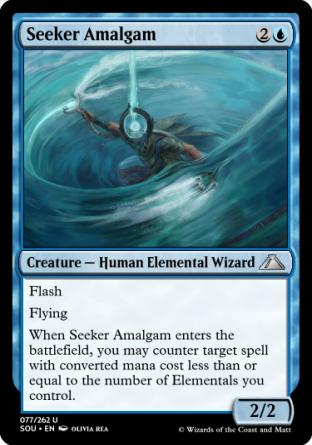 Seeker Amalgam 2
Creature — Human Elemental Wizard
Flash
Flying
When Seeker Amalgam enters the
battlefield, you may counter target spell
with converted mana cost less than or
equal to the number of Elementals you
control.
2/2
077/262 U
SOU • EN OLIVIA REA
© Wizards of the Coast and Matt